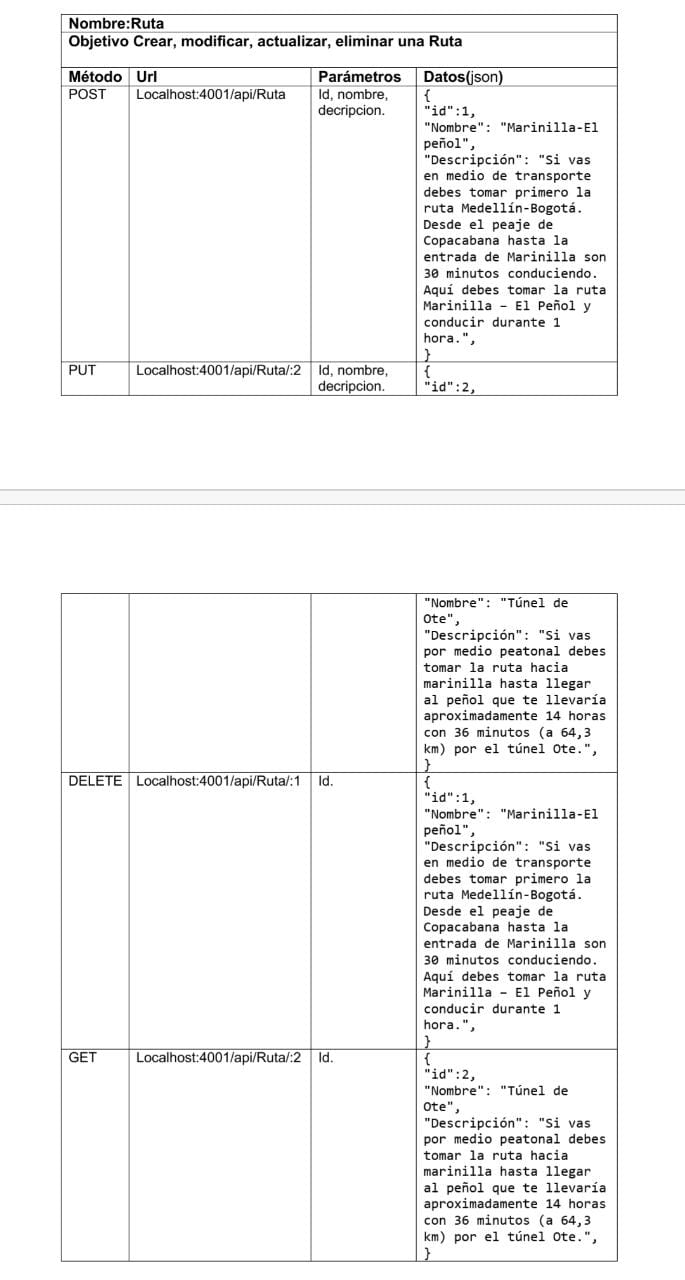 Nombre:Ruta
Objetivo Crear, modificar, actualizar, eliminar una Ruta
Método Url Parámetros Datos(json)
POST Localhost:4001/api/Ruta Id, nombre, {
decripcion. "id":1,
"Nombre": "Marinilla-El
peñol",
"Descripción": "Si vas
en medio de transporte
debes tomar primero la
ruta Medellín-Bogotá.
Desde el peaje de
Copacabana hasta la
entrada de Marinilla son
30 minutos conduciendo.
Aquí debes tomar la ruta
Marinilla – El Peñol y
conducir durante 1
hora.",
}
PUT Localhost:4001/api/Ruta/:2 Id, nombre, {
decripcion. "id":2,
"Nombre": "Túnel de
Ote",
"Descripción": "Si vas
por medio peatonal debes
tomar la ruta hacia
marinilla hasta llegar
al peñol que te llevaría
aproximadamente 14 horas
con 36 minutos (a 64,3
km) por el túnel Ote.",
}
DELETE Localhost:4001/api/Ruta/:1 Id. {
"id":1,
"Nombre": "Marinilla-El
peñol",
"Descripción": "Si vas
en medio de transporte
debes tomar primero la
ruta Medellín-Bogotá.
Desde el peaje de
Copacabana hasta la
entrada de Marinilla son
30 minutos conduciendo.
Aquí debes tomar la ruta
Marinilla – El Peñol y
conducir durante 1
hora.",
}
GET Localhost:4001/api/Ruta/:2 Id. {
"id":2,
"Nombre": "Túnel de
Ote",
"Descripción": "Si vas
por medio peatonal debes
tomar la ruta hacia
marinilla hasta llegar
al peñol que te llevaría
aproximadamente 14 horas
con 36 minutos (a 64,3
km) por el túnel Ote.",
}